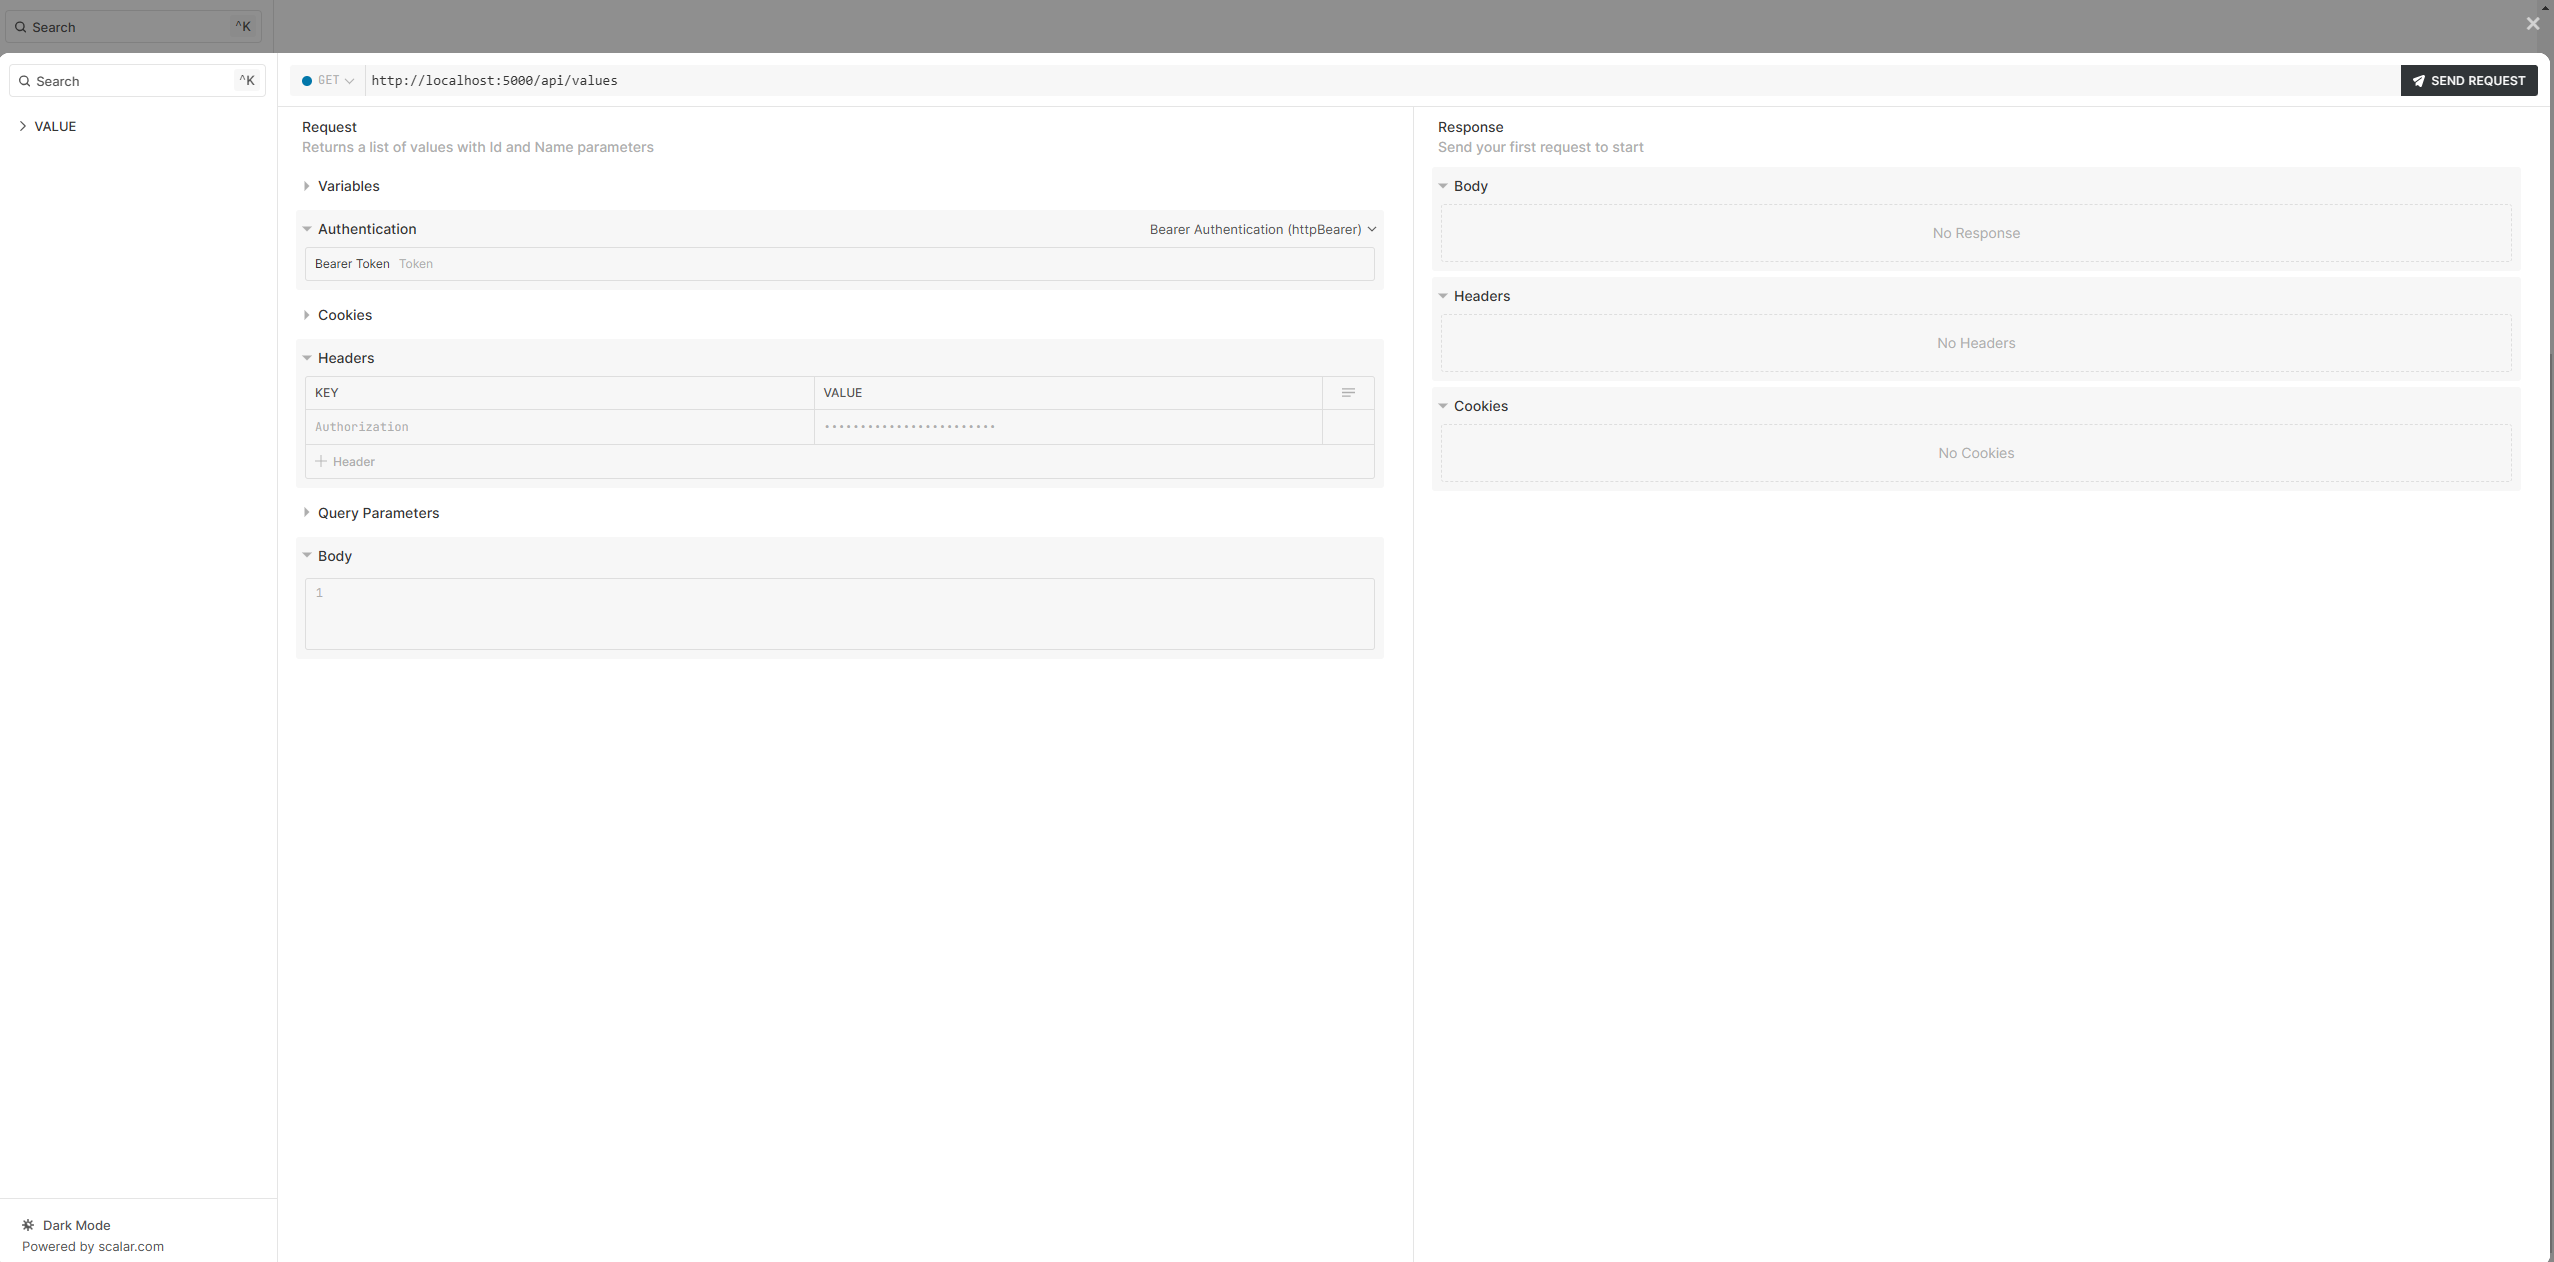 Search ^K
Search ^K
VALUE
GET http://localhost:5000/api/values SEND REQUEST
Request
Returns a list of values with Id and Name parameters
Variables
Authentication Bearer Authentication (httpBearer)
Bearer Token Token
Cookies
Headers
KEY VALUE
Authorization ••••••••••••••••••••••••
Header
Query Parameters
Body
1
Response
Send your first request to start
Body
No Response
Headers
No Headers
Cookies
No Cookies
Dark Mode
Powered by scalar.com